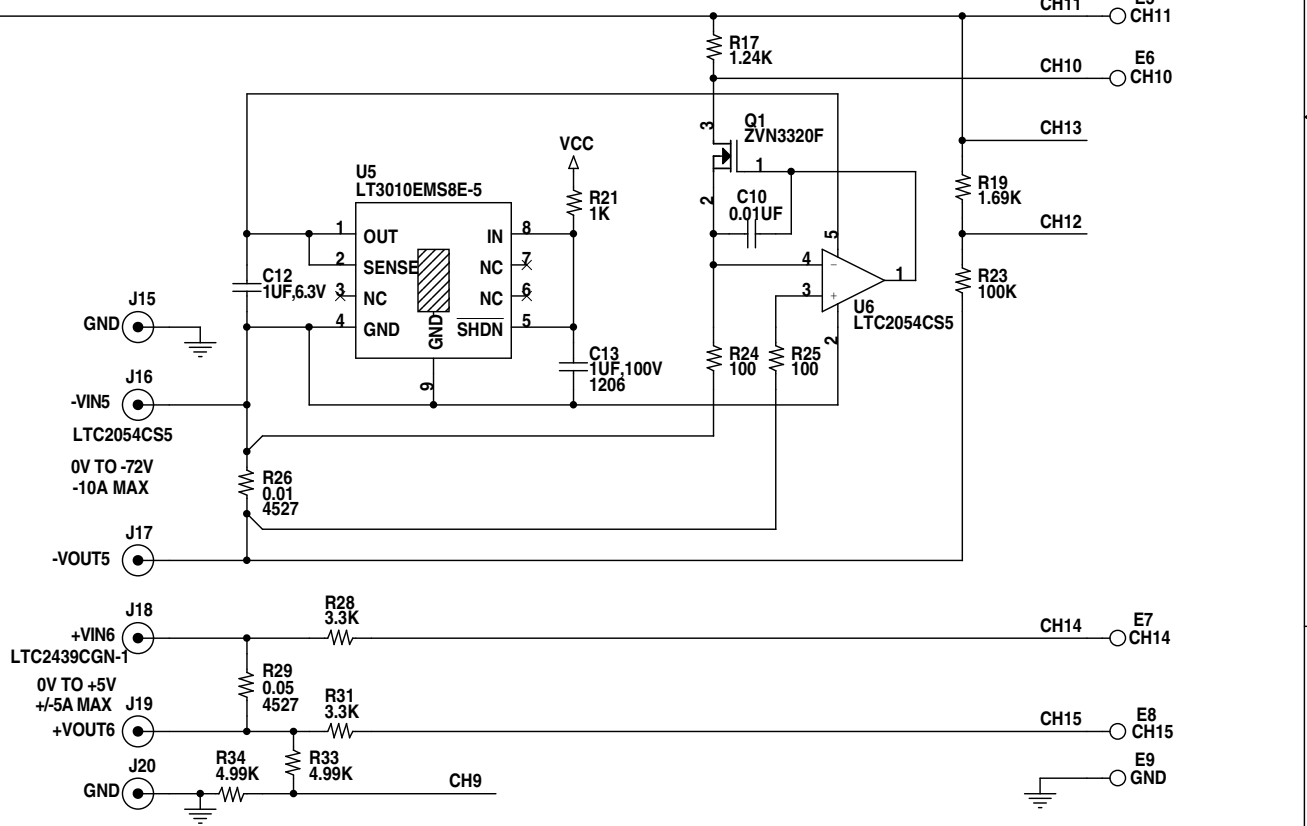 CH11
E5
CH11
R17
1.24K
E6
CH10
CH10
3
Q1
ZVN3320F
1
2
CH13
VCC
U5
LT3010EMS8E-5
R21
1K
C10
0.01UF
R19
1.69K
CH12
1
OUT
IN
8
2
SENSE
NC
7
3
NC
NC
6
4
GND
GND
SHDN
5
9
C12
1UF,6.3V
5
4
−
3
+
1
U6
LTC2054CS5
2
R23
100K
J15
GND
C13
1UF,100V
1206
R24
100
R25
100
J16
-VIN5
LTC2054CS5
0V TO -72V
-10A MAX
R26
0.01
4527
J17
-VOUT5
J18
+VIN6
LTC2439CGN-1
R28
3.3K
CH14
E7
CH14
0V TO +5V
+/-5A MAX
R29
0.05
4527
J19
+VOUT6
R31
3.3K
CH15
E8
CH15
J20
GND
R34
4.99K
R33
4.99K
CH9
E9
GND